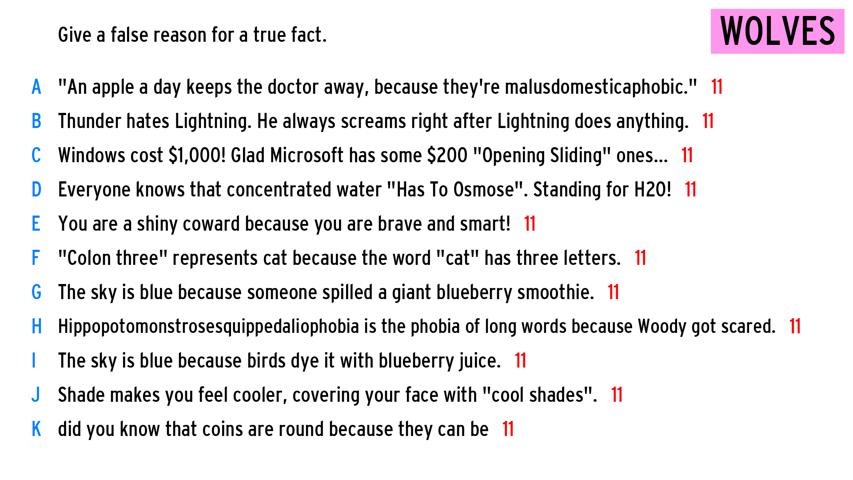 Give a false reason for a true fact.
WOLVES
A "An apple a day keeps the doctor away, because they're malusdomesticaphobic." 11
B Thunder hates Lightning. He always screams right after Lightning does anything. 11
C Windows cost $1,000! Glad Microsoft has some $200 "Opening Sliding" ones... 11
D Everyone knows that concentrated water "Has To Osmose". Standing for H20! 11
E You are a shiny coward because you are brave and smart! 11
F "Colon three" represents cat because the word "cat" has three letters. 11
G The sky is blue because someone spilled a giant blueberry smoothie. 11
H Hippopotomonstrosesquippedaliophobia is the phobia of long words because Woody got scared. 11
I The sky is blue because birds dye it with blueberry juice. 11
J Shade makes you feel cooler, covering your face with "cool shades". 11
K did you know that coins are round because they can be 11